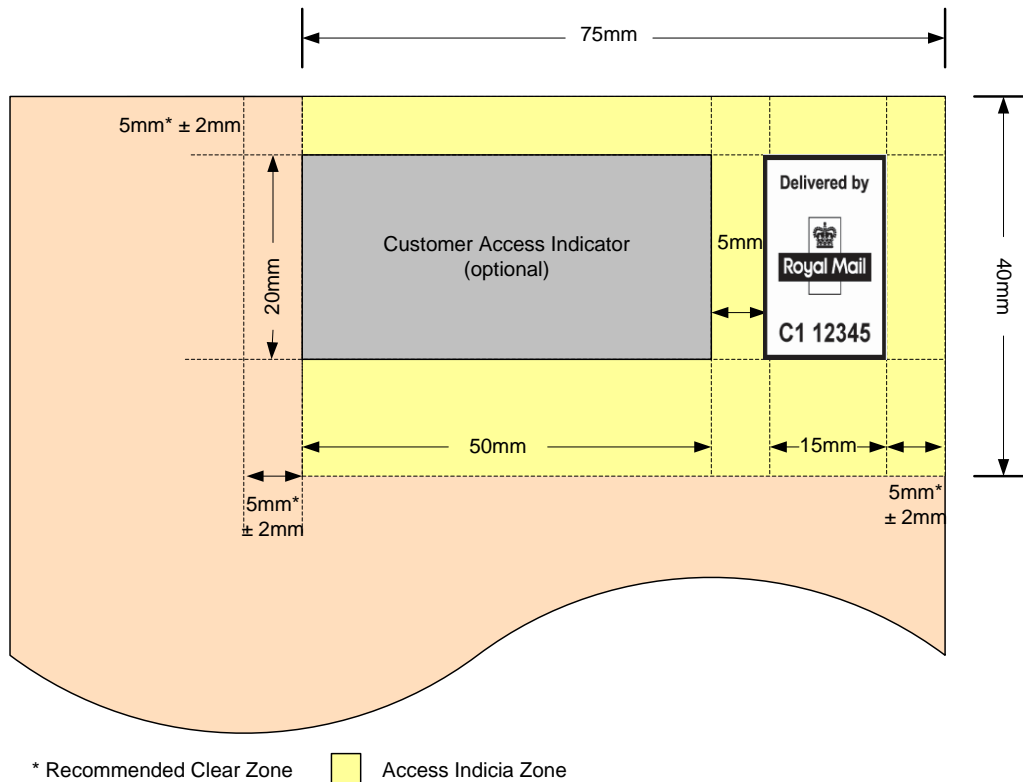 75mm
5mm* ± 2mm
Delivered by
Royal Mail
C1 12345
Customer Access Indicator
(optional)
5mm
20mm
40mm
50mm
15mm
5mm*
± 2mm
5mm*
± 2mm
* Recommended Clear Zone
Access Indicia Zone